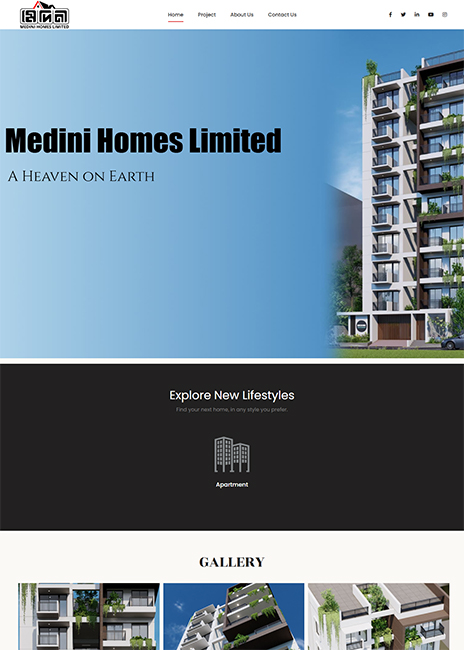 মেদিনী
MEDINI HOMES LIMITED
Home Project About Us Contact Us
Medini Homes Limited
A Heaven on Earth
Explore New Lifestyles
Find your next home, in any style you prefer.
Apartment
GALLERY